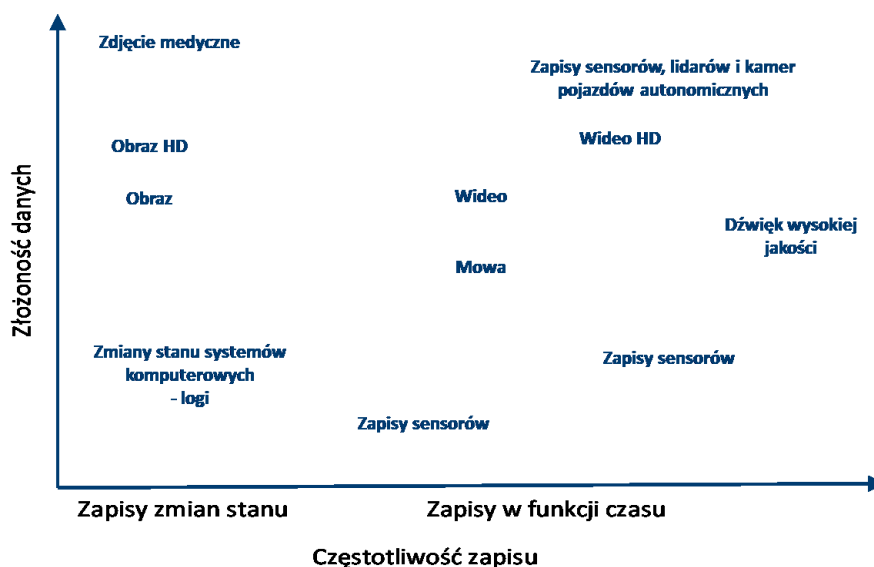 Zdjęcie medyczne
Zapisy sensorów, lidarów i kamer
pojazdów autonomicznych
Obraz HD
Wideo HD
Obraz
Wideo
Dźwięk wysokiej
jakości
Mowa
Złożoność danych
Zmiany stanu systemów
komputerowych
- logi
Zapisy sensorów
Zapisy sensorów
Zapisy zmian stanu
Zapisy w funkcji czasu
Częstotliwość zapisu